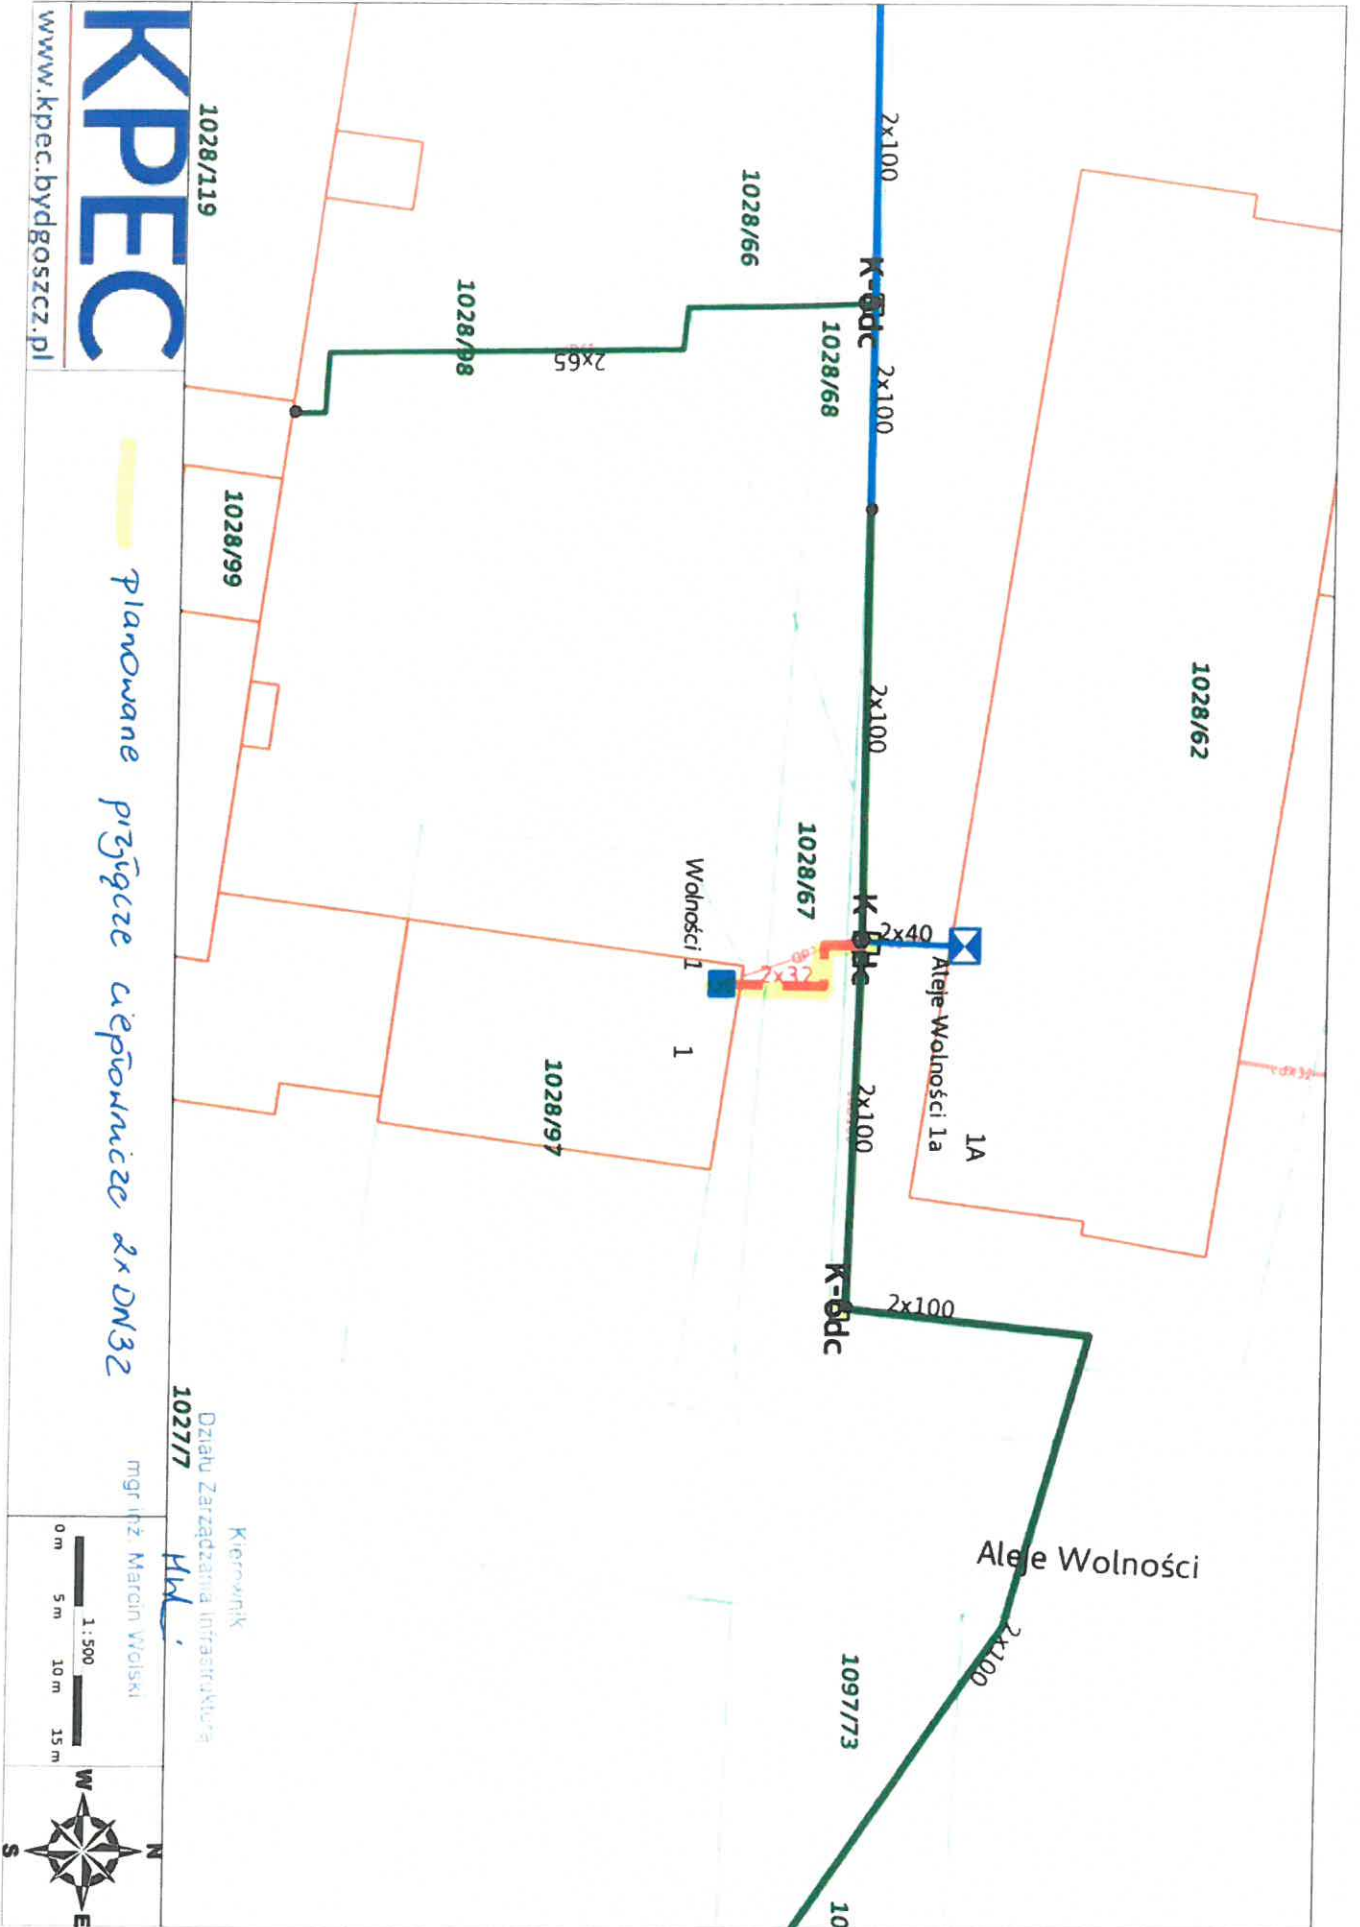 1028/62
2x100
K-odc
2x100
2x100
2x40
Aleje Wolności 1a
1A
2x100
2x100
K-odc
Aleje Wolności
2x100
1028/66
1028/68
1028/67
2x32
Wolności 1
1
1097/73
2x65
1028/98
1028/97
1028/119
1028/99
1027/7
Kierownik
Działu Zarządzania Infrastrukturą
mgr inż. Marcin Wolski
KPEC
www.kpec.bydgoszcz.pl
planowane przyłącze ciepłownicze 2xDN32
1:500
0 m 5 m 10 m 15 m
N
W
E
S